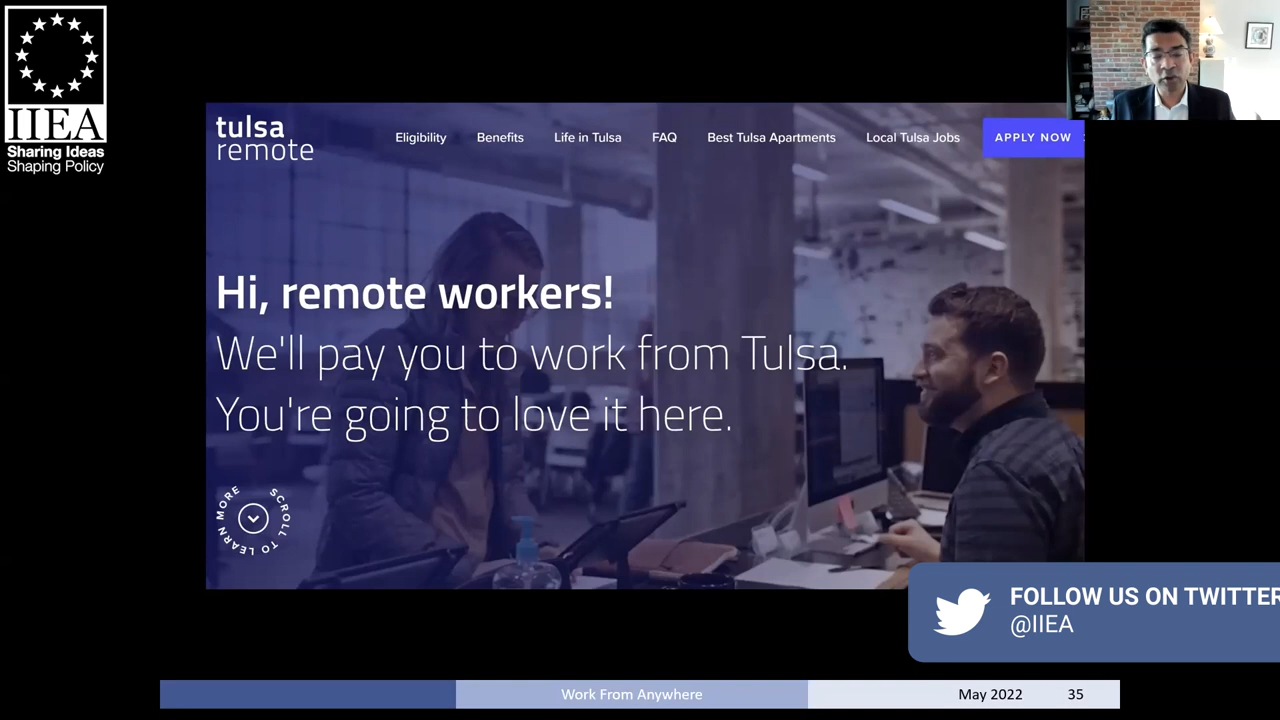 IIEA
Sharing Ideas
Shaping Policy
tulsa
remote
Eligibility
Benefits
Life in Tulsa
FAQ
Best Tulsa Apartments
Local Tulsa Jobs
APPLY NOW
Hi, remote workers!
We'll pay you to work from Tulsa.
You're going to love it here.
SCROLL TO LEARN MORE
FOLLOW US ON TWITTER
@IIEA
Work From Anywhere
May 2022
35